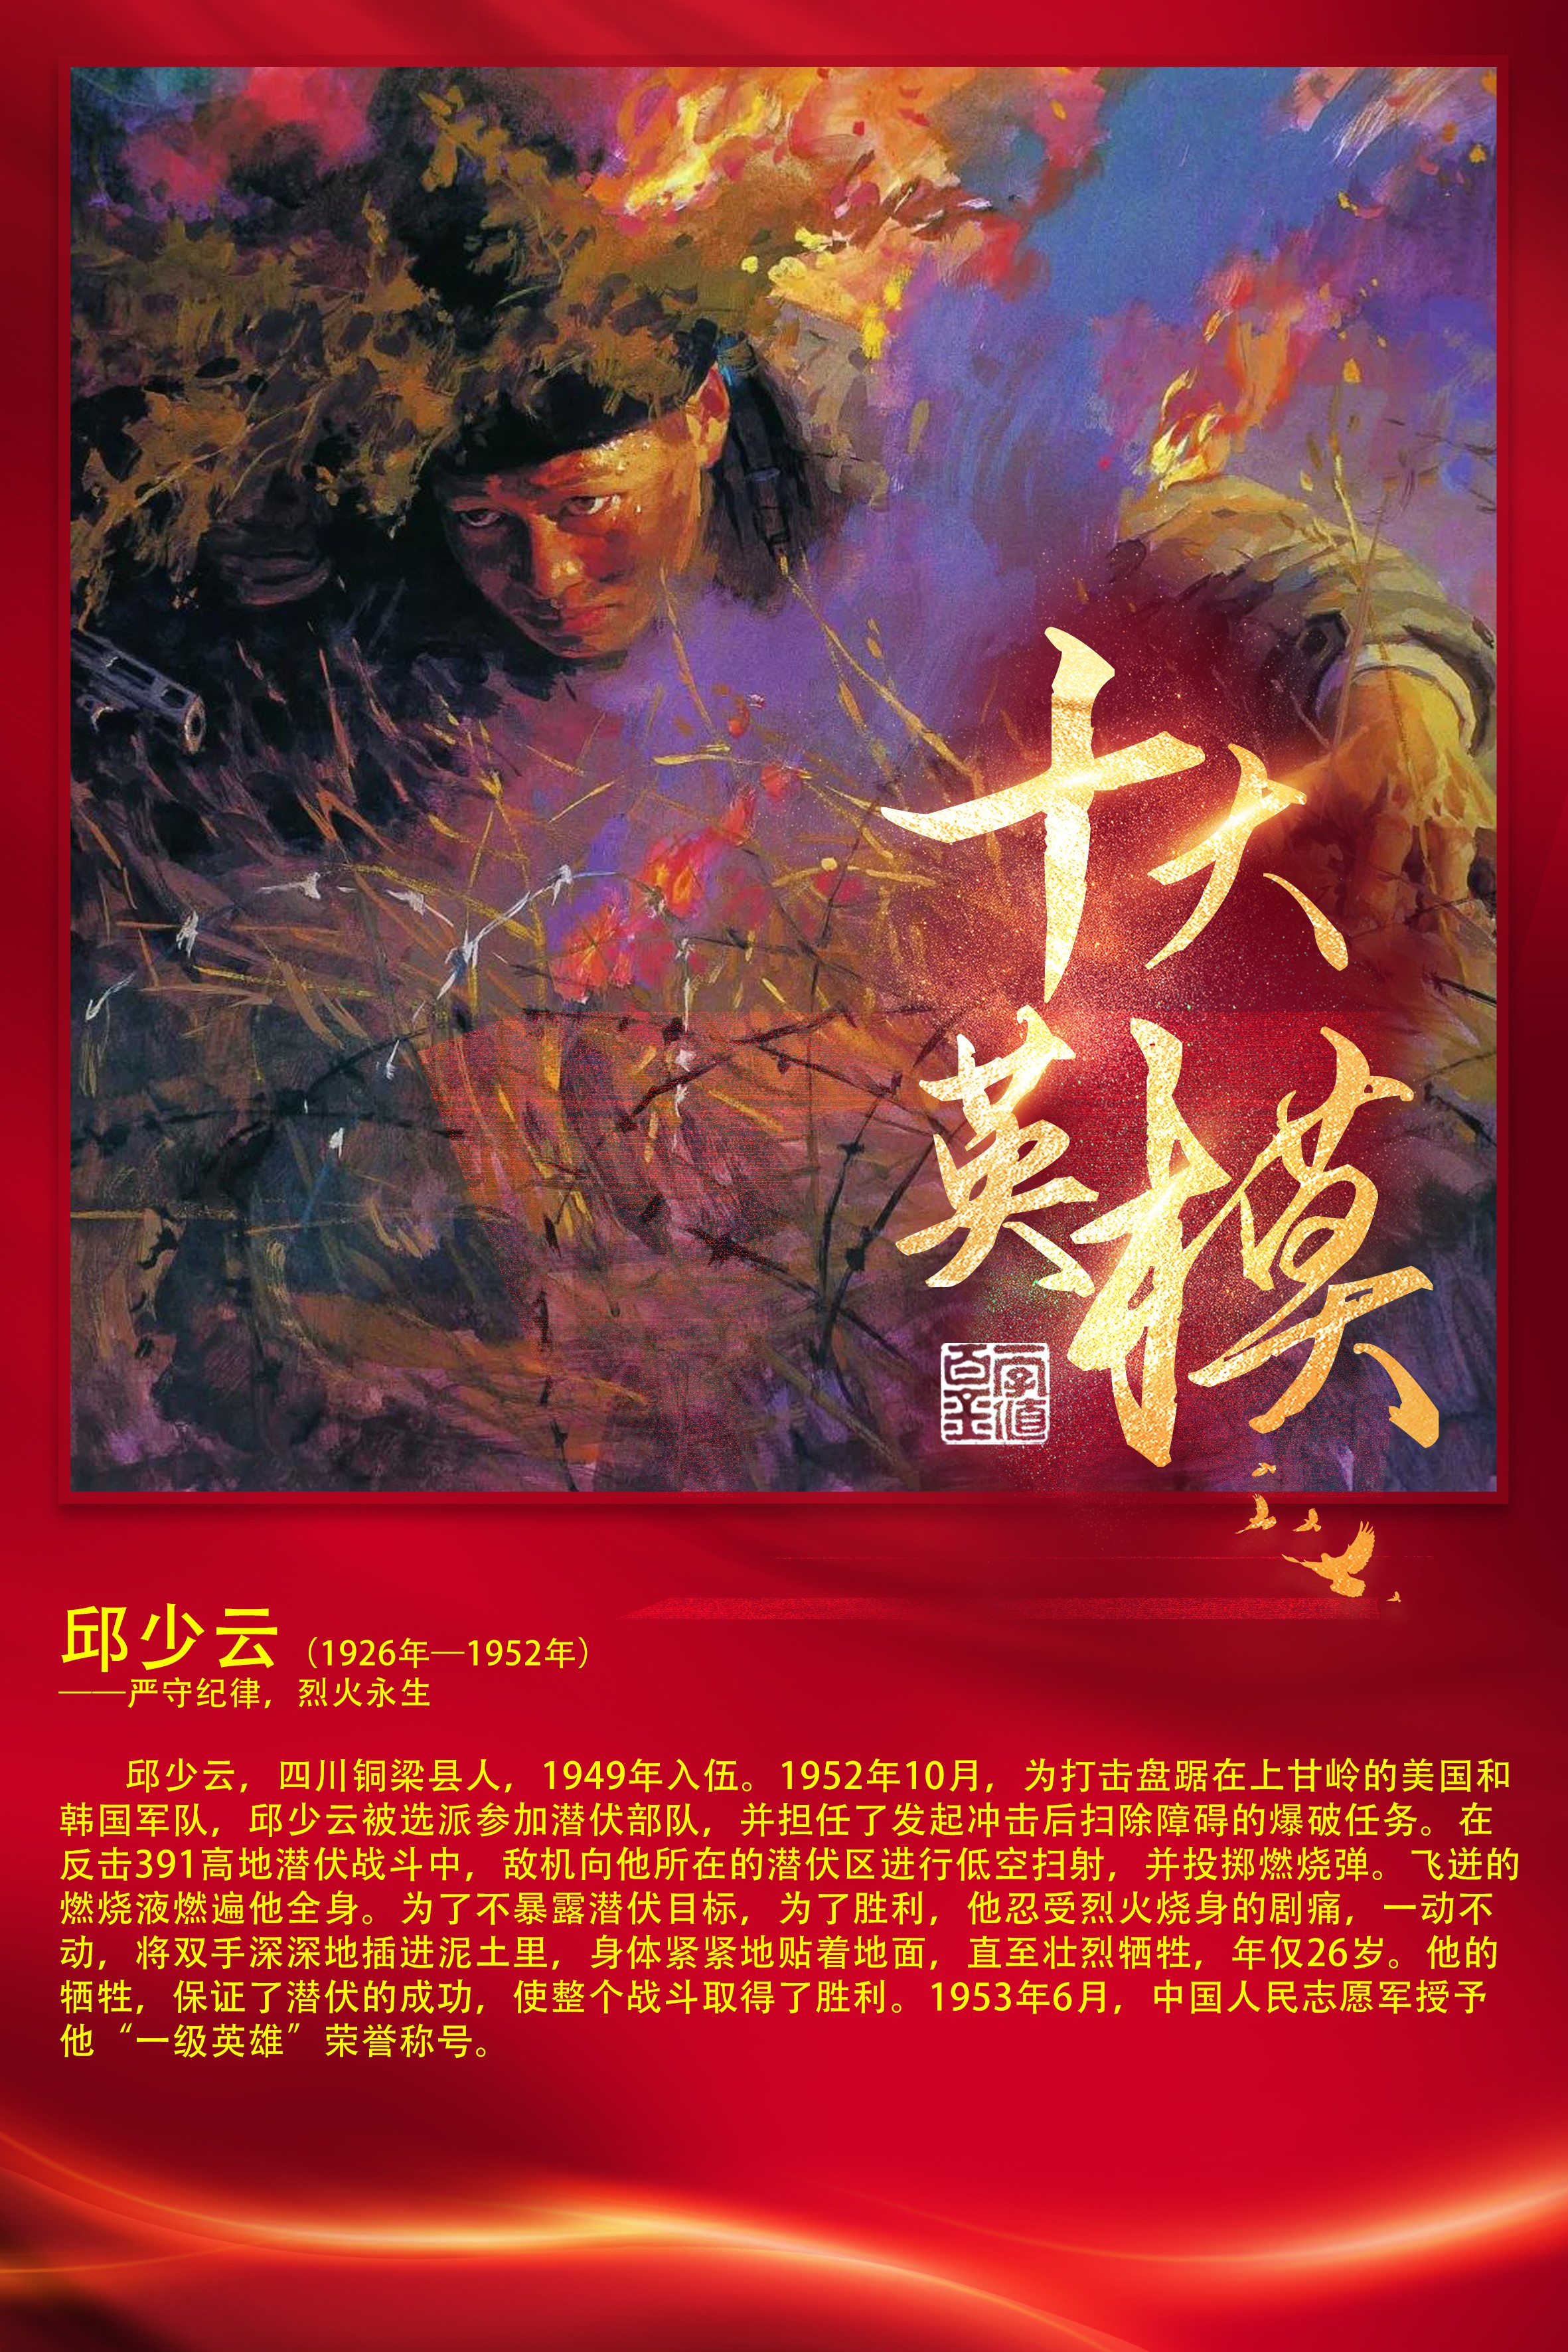 十大
英模
一字值
百金
邱少云（1926年—1952年）
——严守纪律，烈火永生
邱少云，四川铜梁县人，1949年入伍。1952年10月，为打击盘踞在上甘岭的美国和
韩国军队，邱少云被选派参加潜伏部队，并担任了发起冲击后扫除障碍的爆破任务。在
反击391高地潜伏战斗中，敌机向他所在的潜伏区进行低空扫射，并投掷燃烧弹。飞迸的
燃烧液燃遍他全身。为了不暴露潜伏目标，为了胜利，他忍受烈火烧身的剧痛，一动不
动，将双手深深地插进泥土里，身体紧紧地贴着地面，直至壮烈牺牲，年仅26岁。他的
牺牲，保证了潜伏的成功，使整个战斗取得了胜利。1953年6月，中国人民志愿军授予
他“一级英雄”荣誉称号。